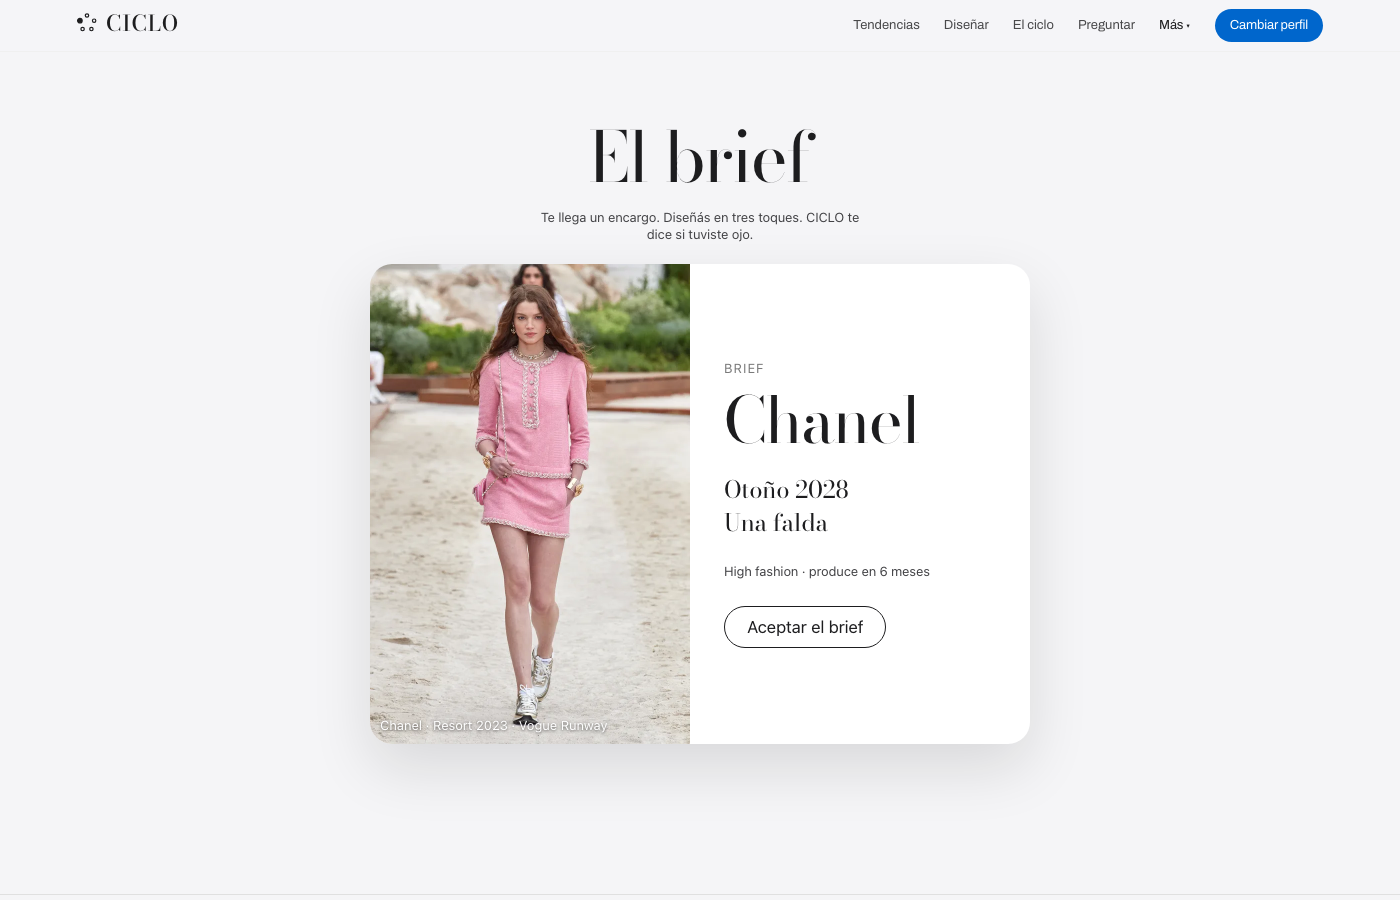 CICLO
Tendencias
Diseñar
El ciclo
Preguntar
Más
Cambiar perfil
El brief
Te llega un encargo. Diseñás en tres toques. CICLO te
dice si tuviste ojo.
BRIEF
Chanel
Otoño 2028
Una falda
High fashion · produce en 6 meses
Aceptar el brief
Chanel · Resort 2023 · Vogue Runway